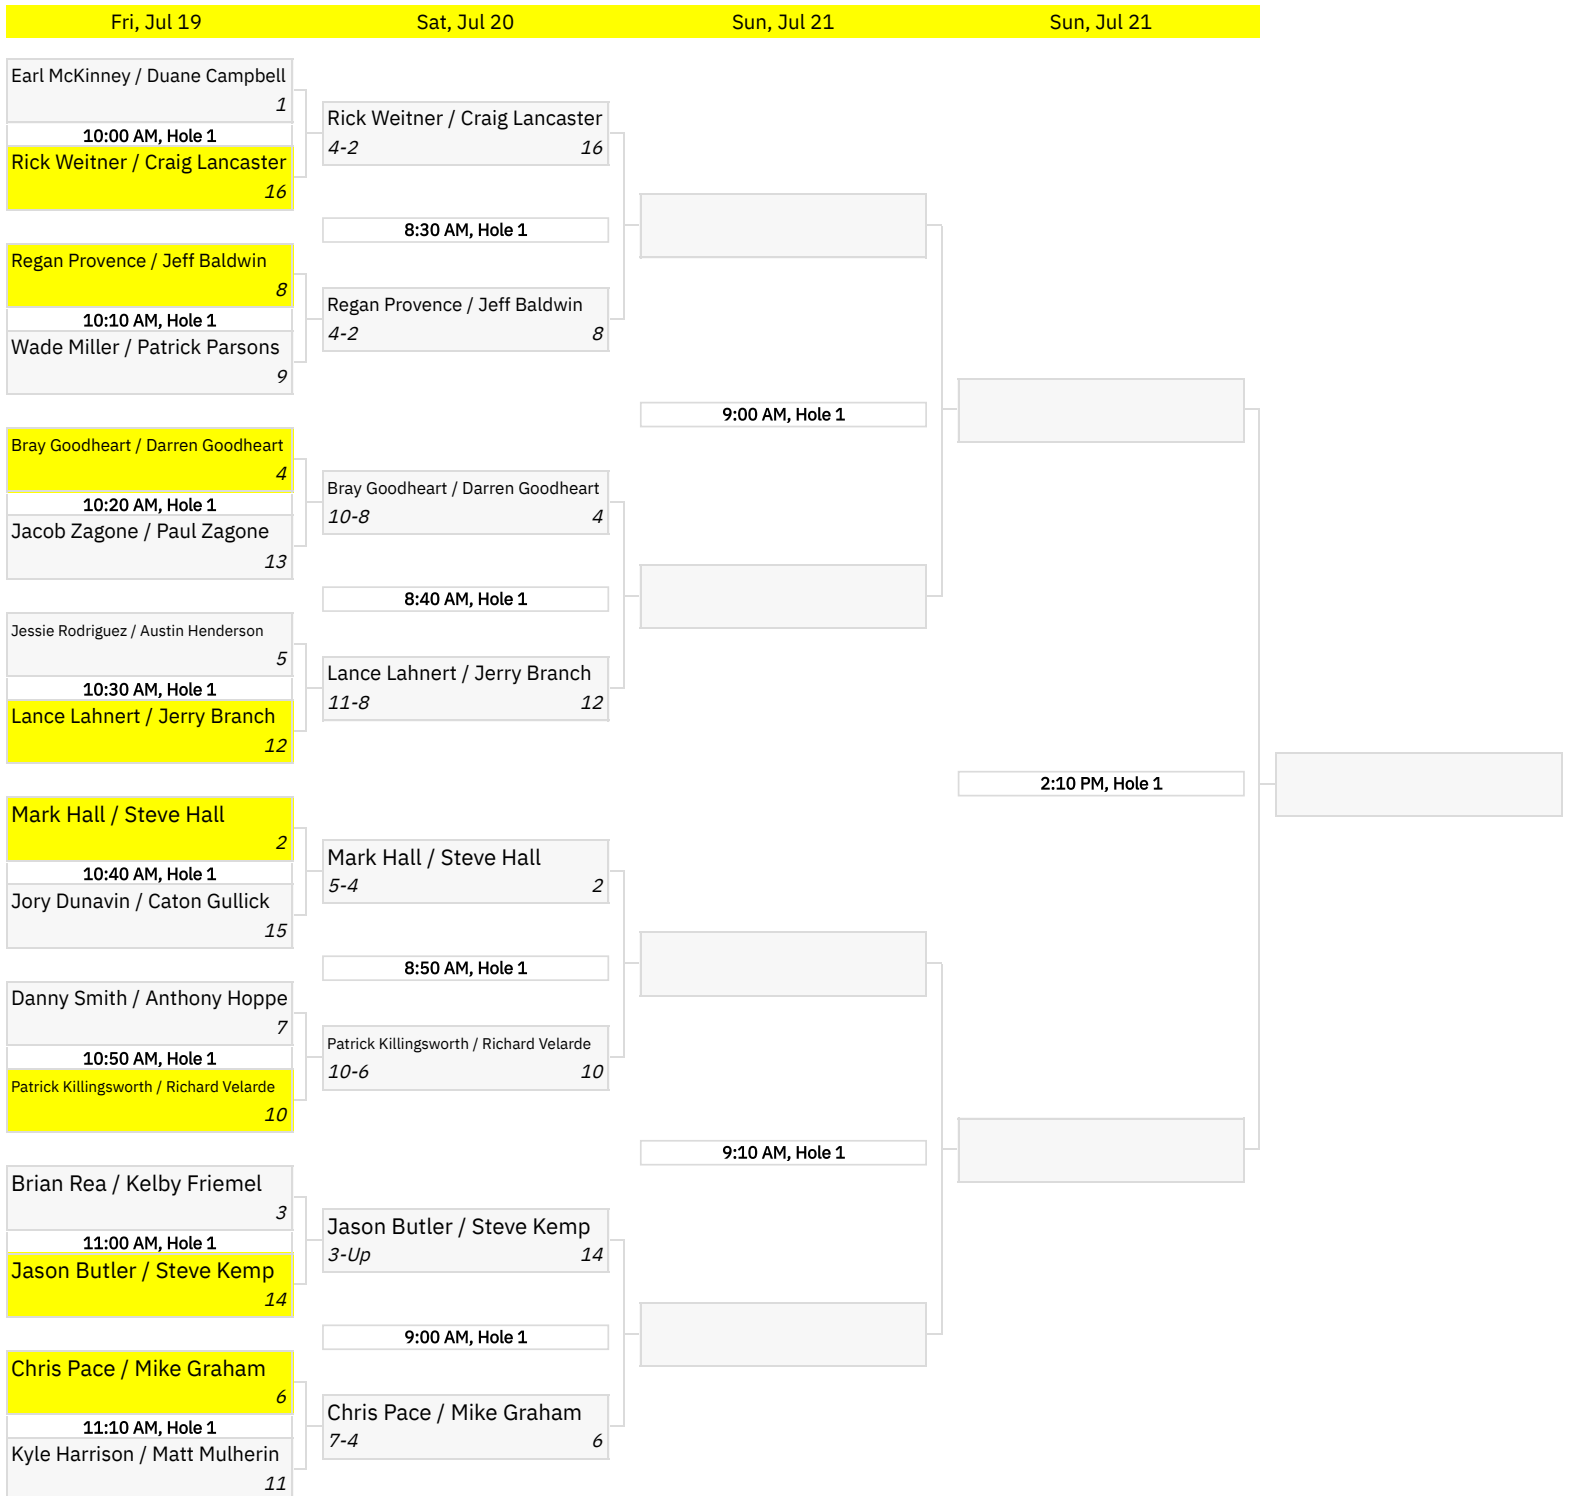 Fri, Jul 19
Sat, Jul 20
Sun, Jul 21
Sun, Jul 21
Earl McKinney / Duane Campbell
1
10:00 AM, Hole 1
Rick Weitner / Craig Lancaster
16
Regan Provence / Jeff Baldwin
8
10:10 AM, Hole 1
Wade Miller / Patrick Parsons
9
Bray Goodheart / Darren Goodheart
4
10:20 AM, Hole 1
Jacob Zagone / Paul Zagone
13
Jessie Rodriguez / Austin Henderson
5
10:30 AM, Hole 1
Lance Lahnert / Jerry Branch
12
Mark Hall / Steve Hall
2
10:40 AM, Hole 1
Jory Dunavin / Caton Gullick
15
Danny Smith / Anthony Hoppe
7
10:50 AM, Hole 1
Patrick Killingsworth / Richard Velarde
10
Brian Rea / Kelby Friemel
3
11:00 AM, Hole 1
Jason Butler / Steve Kemp
14
Chris Pace / Mike Graham
6
11:10 AM, Hole 1
Kyle Harrison / Matt Mulherin
11
Rick Weitner / Craig Lancaster
4-2 16
8:30 AM, Hole 1
Regan Provence / Jeff Baldwin
4-2 8
Bray Goodheart / Darren Goodheart
10-8 4
8:40 AM, Hole 1
Lance Lahnert / Jerry Branch
11-8 12
Mark Hall / Steve Hall
5-4 2
8:50 AM, Hole 1
Patrick Killingsworth / Richard Velarde
10-6 10
Jason Butler / Steve Kemp
3-Up 14
9:00 AM, Hole 1
Chris Pace / Mike Graham
7-4 6
9:00 AM, Hole 1
9:10 AM, Hole 1
2:10 PM, Hole 1